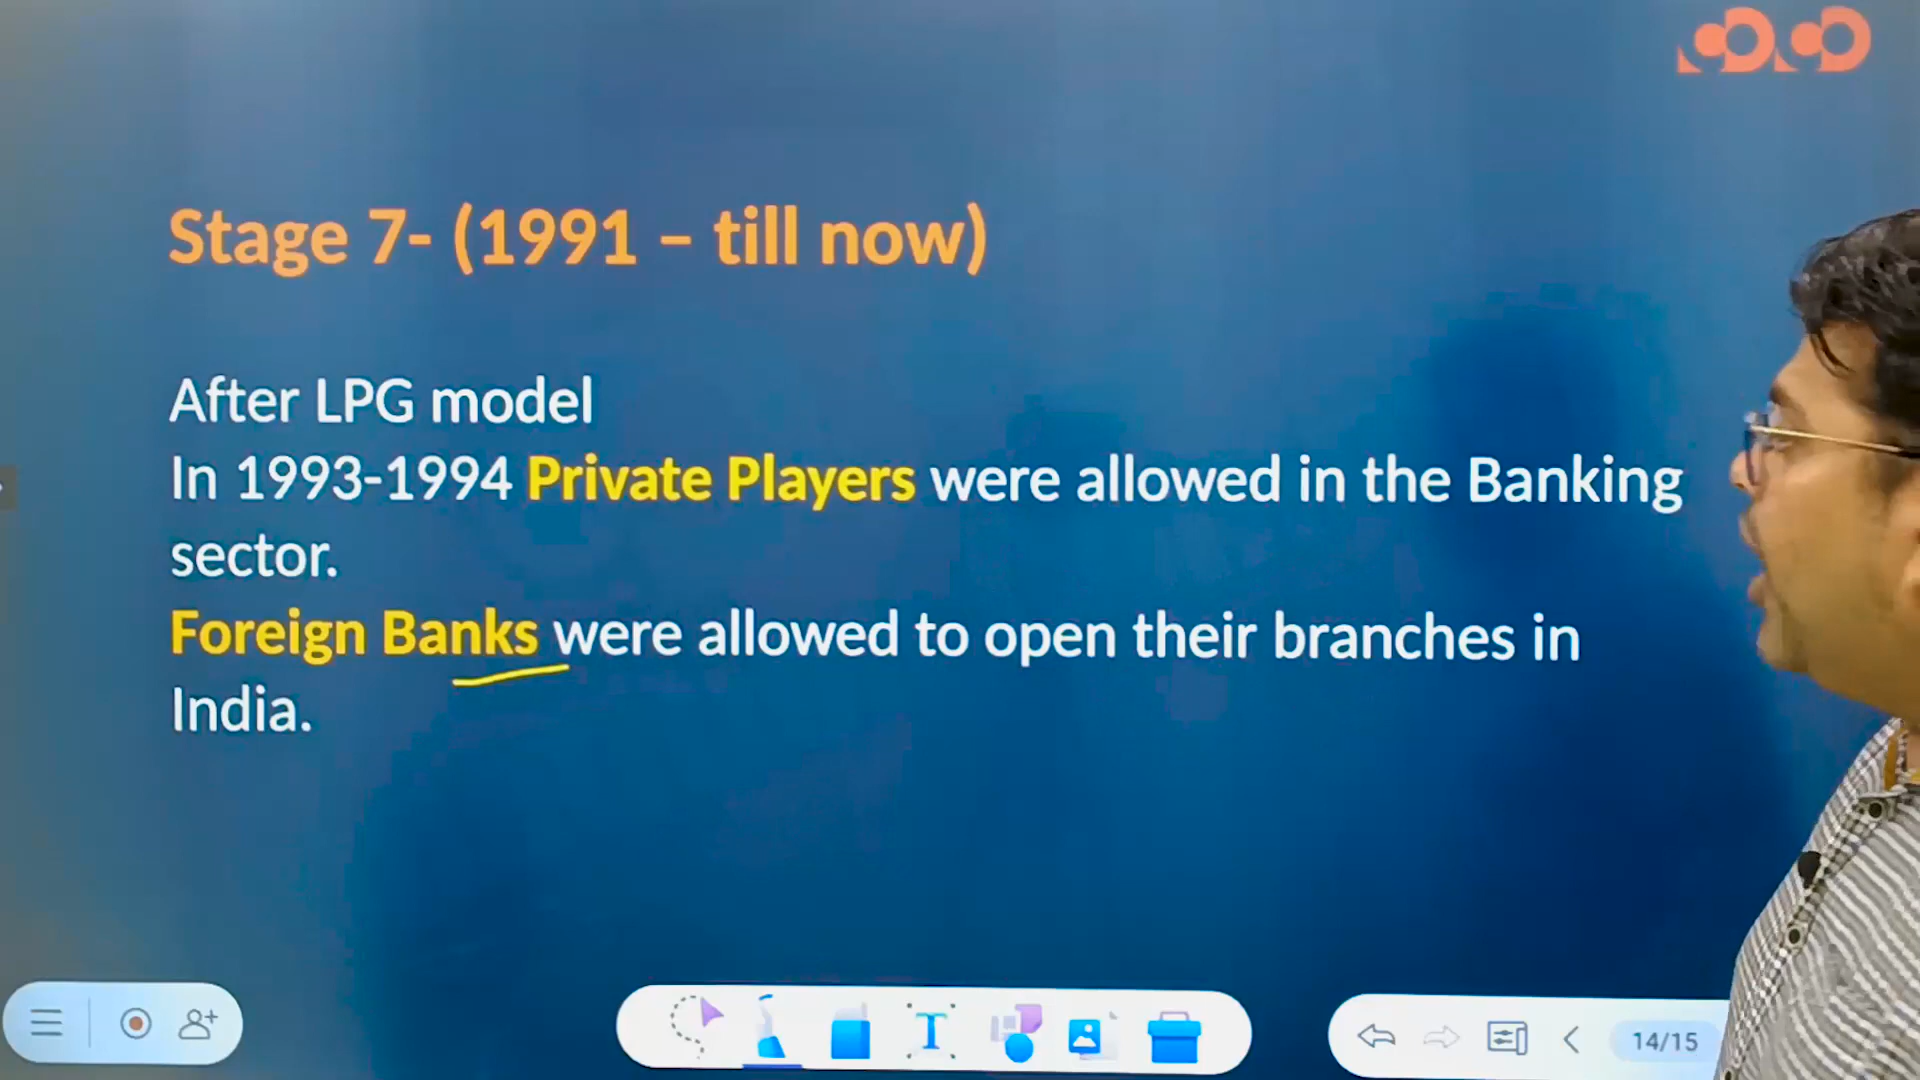 Stage 7- (1991 – till now)
After LPG model
In 1993-1994 Private Players were allowed in the Banking
sector.
Foreign Banks were allowed to open their branches in
India.
T
14/15